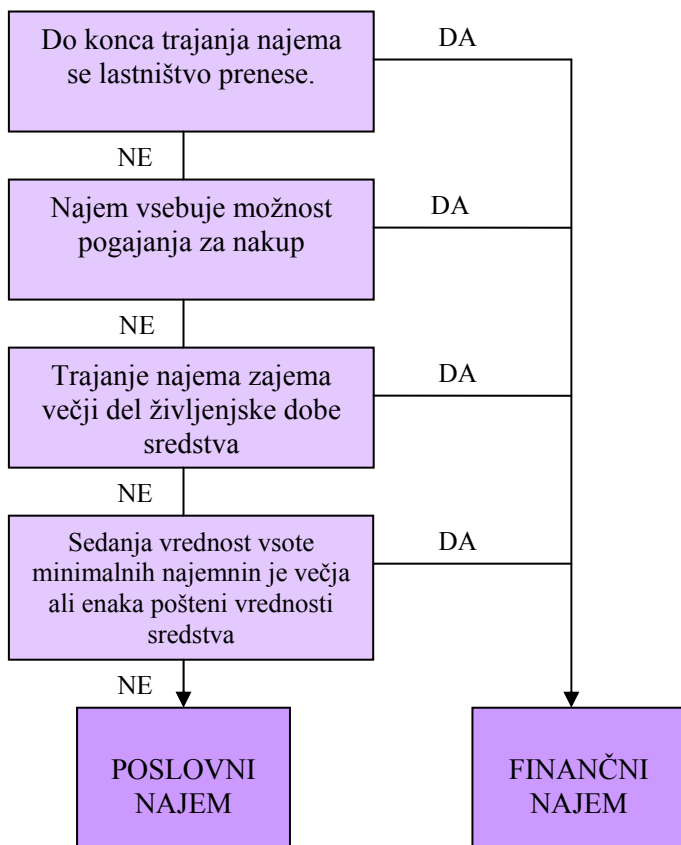 Do konca trajanja najema
se lastništvo prenese.
DA
NE
Najem vsebuje možnost
pogajanja za nakup
DA
NE
Trajanje najema zajema
večji del življenjske dobe
sredstva
DA
NE
Sedanja vrednost vsote
minimalnih najemnin je večja
ali enaka pošteni vrednosti
sredstva
DA
NE
POSLOVNI
NAJEM
FINANČNI
NAJEM